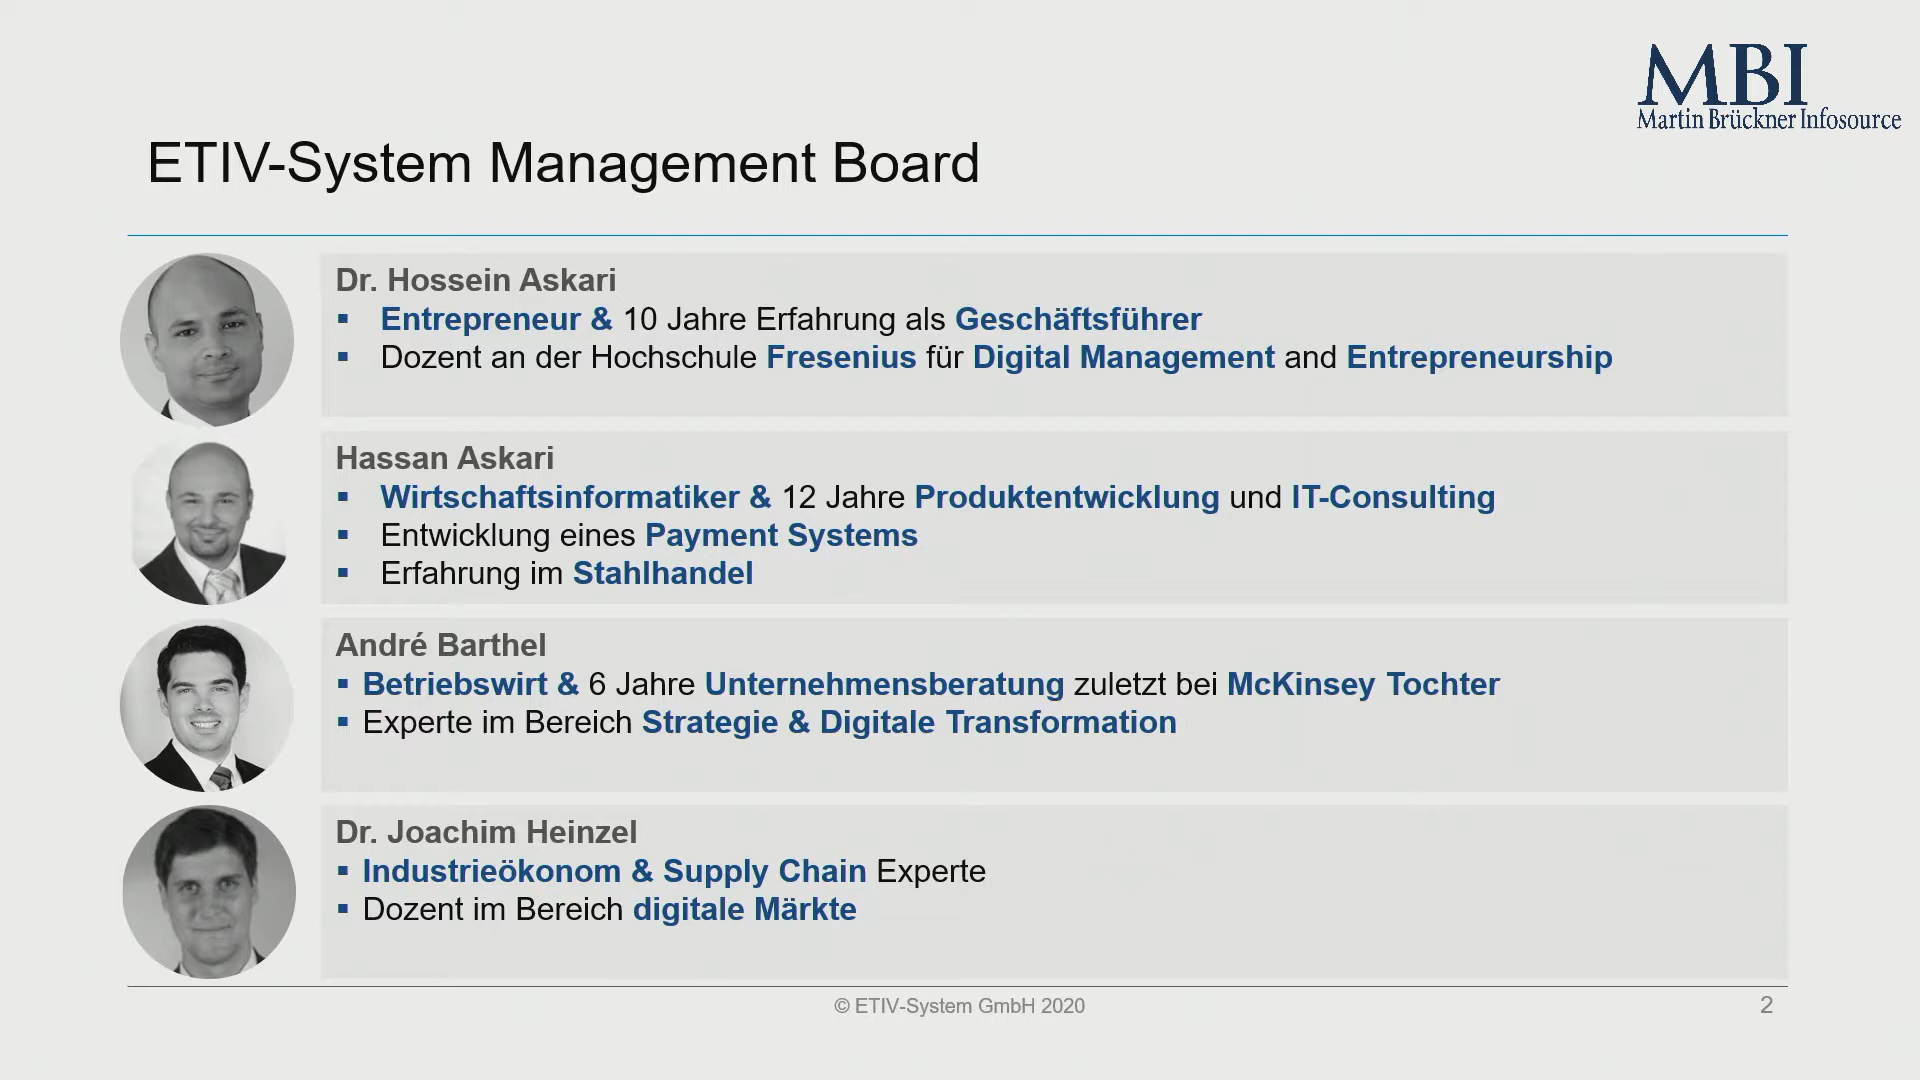 MBI
Martin Brückner Infosource
ETIV-System Management Board
Dr. Hossein Askari
▪ Entrepreneur & 10 Jahre Erfahrung als Geschäftsführer
▪ Dozent an der Hochschule Fresenius für Digital Management and Entrepreneurship
Hassan Askari
▪ Wirtschaftsinformatiker & 12 Jahre Produktentwicklung und IT-Consulting
▪ Entwicklung eines Payment Systems
▪ Erfahrung im Stahlhandel
André Barthel
▪ Betriebswirt & 6 Jahre Unternehmensberatung zuletzt bei McKinsey Tochter
▪ Experte im Bereich Strategie & Digitale Transformation
Dr. Joachim Heinzel
▪ Industrieökonom & Supply Chain Experte
▪ Dozent im Bereich digitale Märkte
© ETIV-System GmbH 2020
2